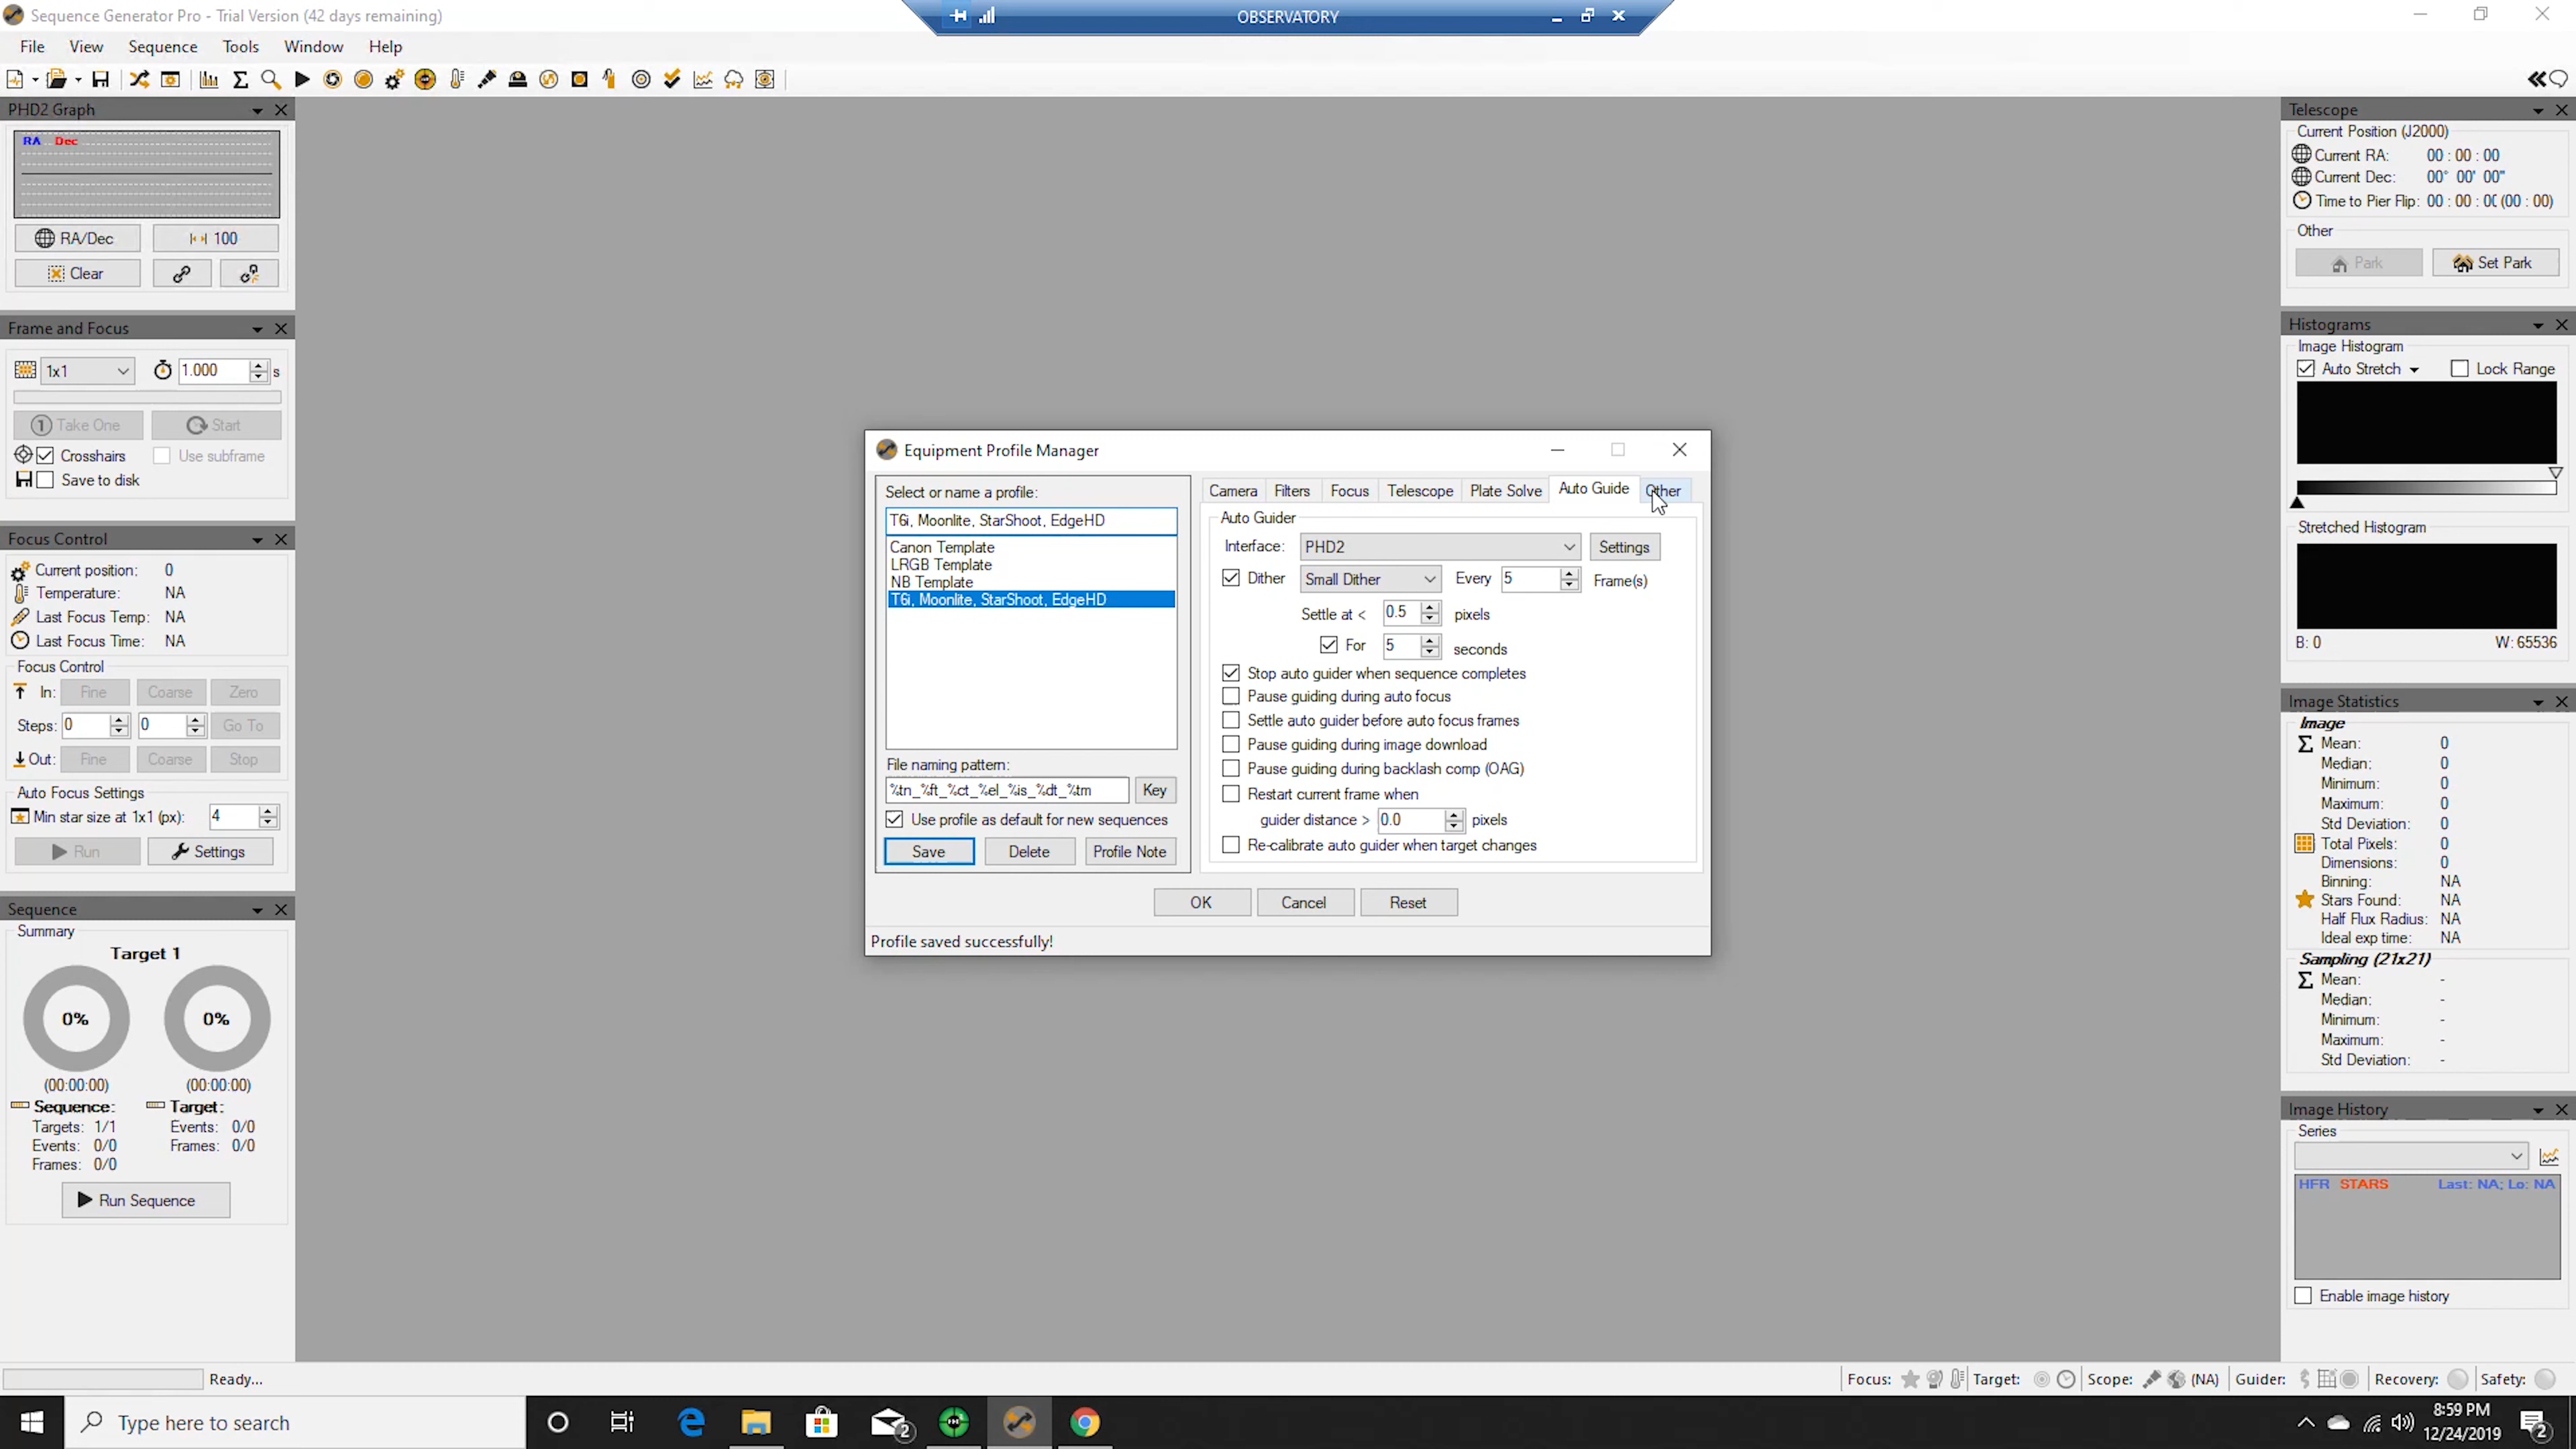 Sequence Generator Pro - Trial Version (42 days remaining)
OBSERVATORY
File View Sequence Tools Window Help
PHD2 Graph
RA Dec
RA/Dec
100
Clear
Frame and Focus
1x1
1.000 s
Take One
Start
Crosshairs
Use subframe
Save to disk
Focus Control
Current position: 0
Temperature: NA
Last Focus Temp: NA
Last Focus Time: NA
Focus Control
In: Fine Coarse Zero
Steps: 0 0 Go To
Out: Fine Coarse Stop
Auto Focus Settings
Min star size at 1x1 (px): 4
Run
Settings
Sequence
Summary
Target 1
0% 0%
(00:00:00) (00:00:00)
Sequence: Target:
Targets: 1/1 Events: 0/0
Events: 0/0 Frames: 0/0
Frames: 0/0
Run Sequence
Equipment Profile Manager
Select or name a profile:
T6i, Moonlite, StarShoot, EdgeHD
Canon Template
LRGB Template
NB Template
T6i, Moonlite, StarShoot, EdgeHD
File naming pattern:
%tn_%ft_%ct_%el_%is_%dt_%tm
Key
Use profile as default for new sequences
Save Delete Profile Note
Camera Filters Focus Telescope Plate Solve Auto Guide Other
Auto Guider
Interface: PHD2 Settings
Dither Small Dither Every 5 Frame(s)
Settle at < 0.5 pixels
For 5 seconds
Stop auto guider when sequence completes
Pause guiding during auto focus
Settle auto guider before auto focus frames
Pause guiding during image download
Pause guiding during backlash comp (OAG)
Restart current frame when
guider distance > 0.0 pixels
Re-calibrate auto guider when target changes
OK Cancel Reset
Profile saved successfully!
Telescope
Current Position (J2000)
Current RA: 00 : 00 : 00
Current Dec: 00° 00' 00"
Time to Pier Flip: 00 : 00 : 0( (00 : 00)
Other
Park
Set Park
Histograms
Image Histogram
Auto Stretch
Lock Range
Stretched Histogram
B: 0 W: 65536
Image Statistics
Image
Mean: 0
Median: 0
Minimum: 0
Maximum: 0
Std Deviation: 0
Total Pixels: 0
Dimensions: 0
Binning: NA
Stars Found: NA
Half Flux Radius: NA
Ideal exp time: NA
Sampling (21x21)
Mean: -
Median: -
Minimum: -
Maximum: -
Std Deviation: -
Image History
Series
HFR STARS Last: NA; Lo: NA
Enable image history
Ready...
Focus: Target: Scope: (NA) Guider: Recovery: Safety:
Type here to search
2
8:59 PM
12/24/2019
2